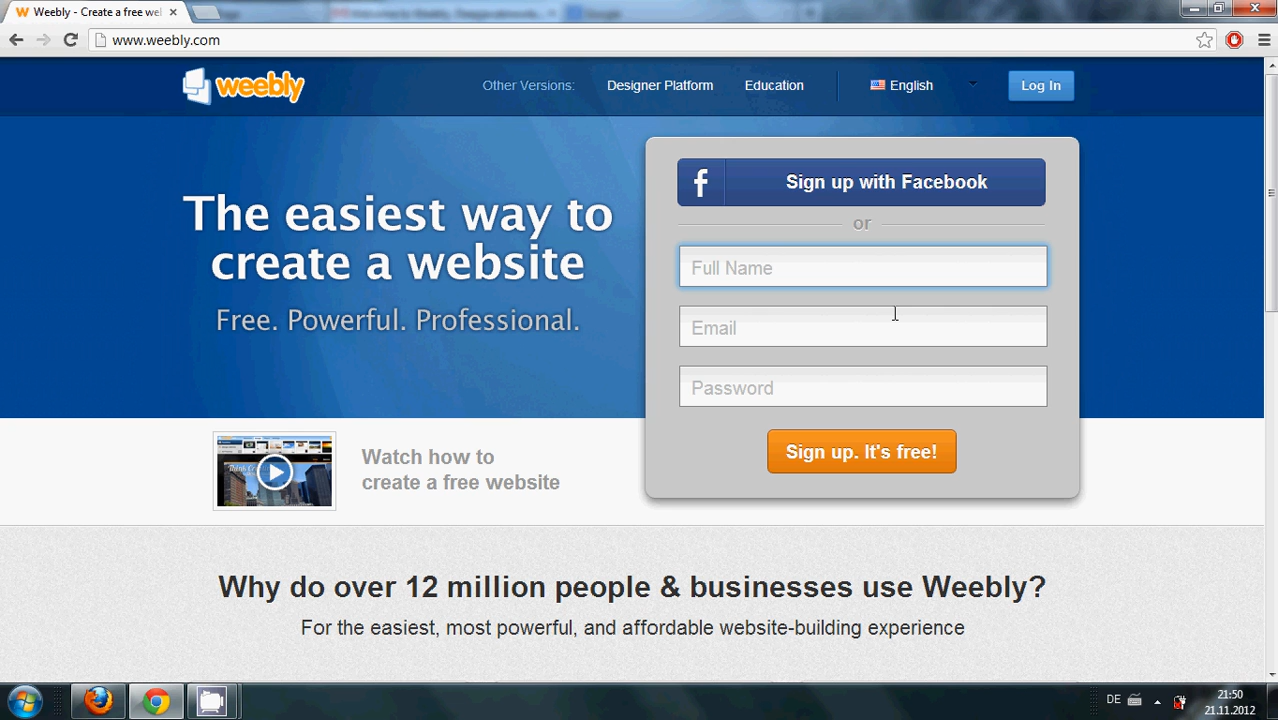 Weebly - Create a free wel
www.weebly.com
weebly
Other Versions:
Designer Platform
Education
English
Log In
The easiest way to
create a website
Free. Powerful. Professional.
Sign up with Facebook
or
Full Name
Email
Password
Sign up. It's free!
Watch how to
create a free website
Why do over 12 million people & businesses use Weebly?
For the easiest, most powerful, and affordable website-building experience
DE
21:50
21.11.2012